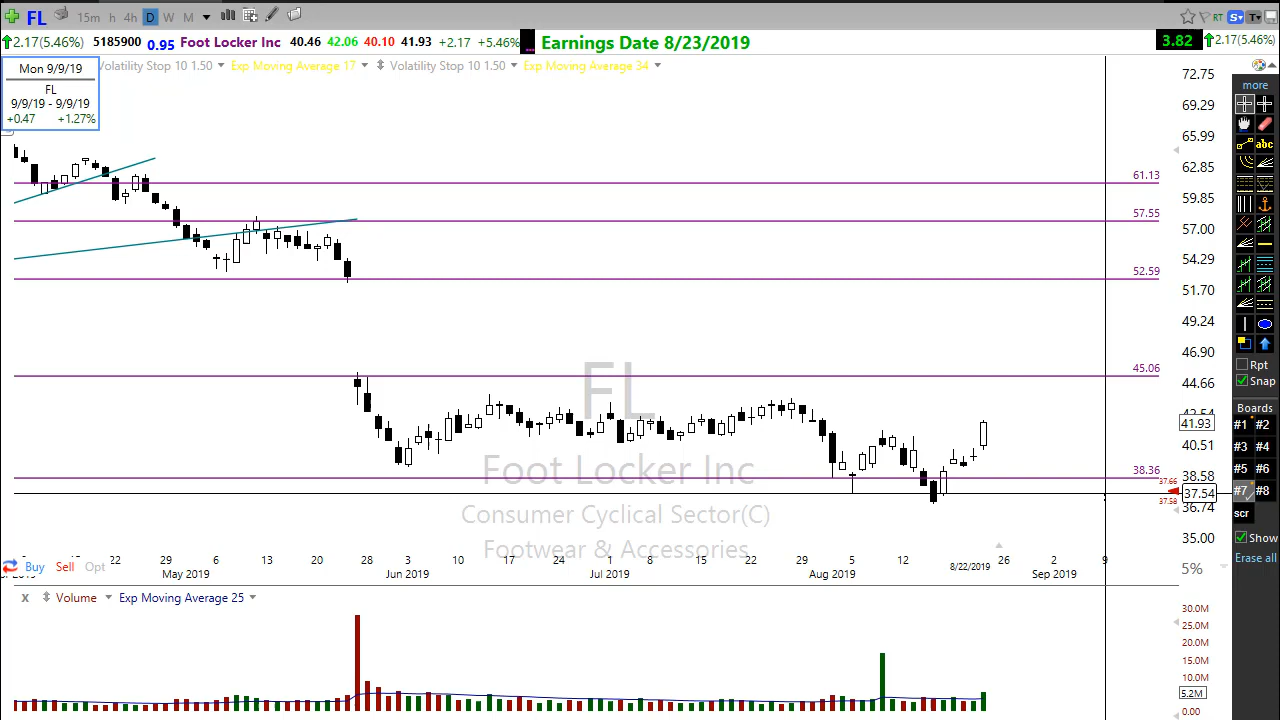 FL 15m h 4h D W M RT S T
2.17(5.46%) 5185900 0.95 Foot Locker Inc 40.46 42.06 40.10 41.93 +2.17 +5.46% Earnings Date 8/23/2019 3.82 2.17(5.46%)
Mon 9/9/19
FL
9/9/19 - 9/9/19
+0.47 +1.27%
Volatility Stop 10 1.50 Exp Moving Average 17 Volatility Stop 10 1.50 Exp Moving Average 34
72.75
69.29
65.99
62.85
61.13
59.85
57.55
57.00
54.29
52.59
51.70
49.24
46.90
45.06
44.66
42.54
41.93
40.51
38.58
38.36
37.66
37.54
37.58
36.74
35.00
5%
FL
Foot Locker Inc
Consumer Cyclical Sector(C)
Footwear & Accessories
more
abc
Rpt
Snap
Boards
#1 #2
#3 #4
#5 #6
#7 #8
scr
Show
Erase all
22 29 6 13 20 28 3 10 17 24 1 8 15 22 29 5 12 8/22/2019 26 2 9
May 2019 Jun 2019 Jul 2019 Aug 2019 Sep 2019
Buy Sell Opt
x Volume Exp Moving Average 25
30.0M
25.0M
20.0M
15.0M
10.0M
5.2M
0.00